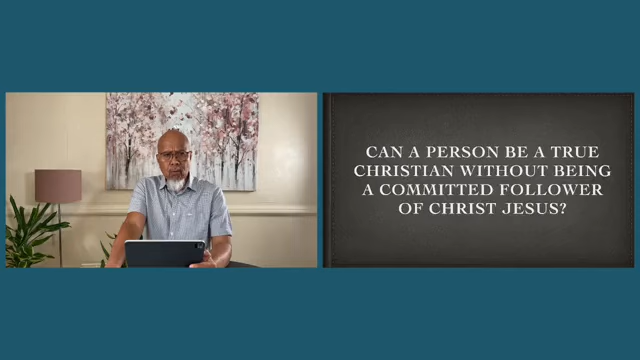 CAN A PERSON BE A TRUE
CHRISTIAN WITHOUT BEING
A COMMITTED FOLLOWER
OF CHRIST JESUS?